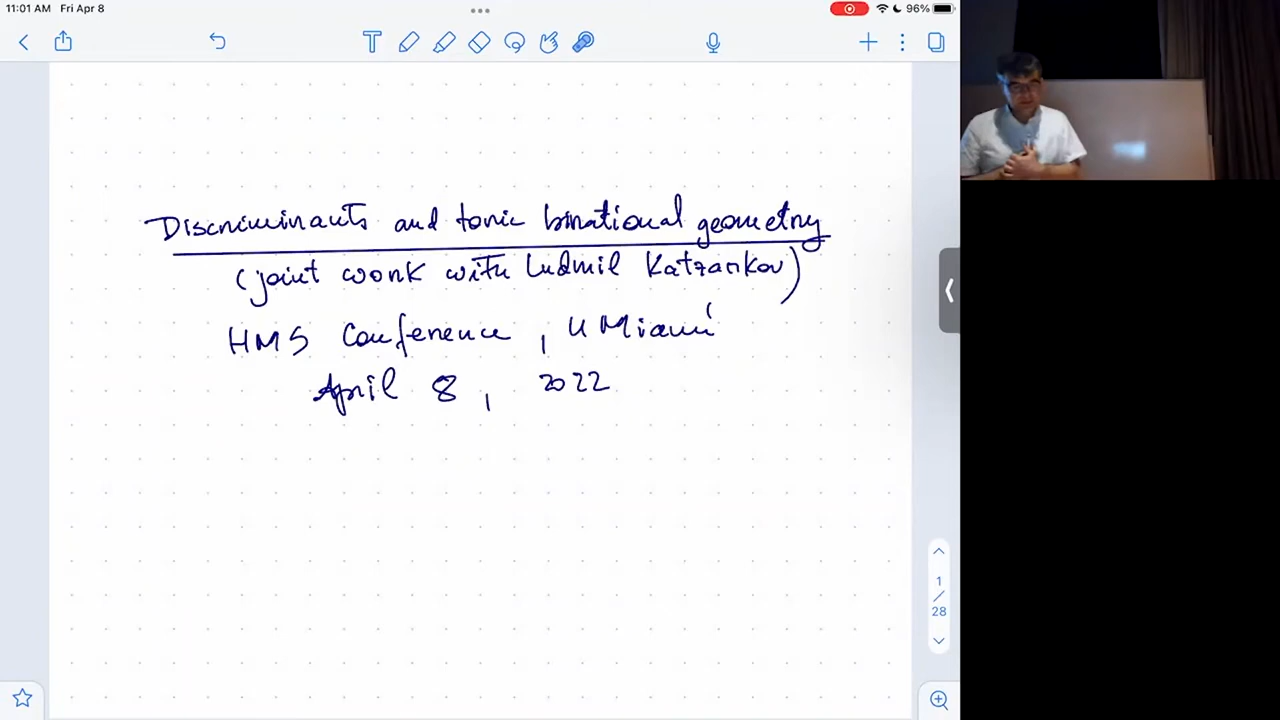 11:01 AM Fri Apr 8
96%
Discriminants and toric birational geometry
(joint work with Ludmil Katzarkov)
HMS Conference, U Miami
April 8, 2022
1
/
28